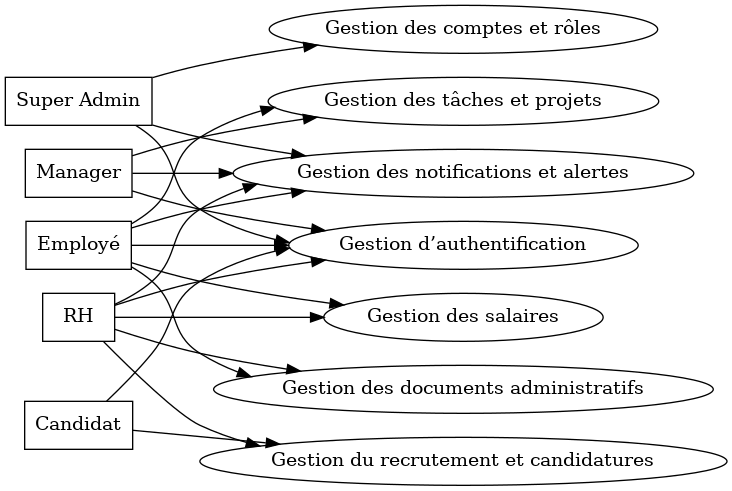 Gestion des comptes et rôles
Super Admin
Gestion des tâches et projets
Manager
Gestion des notifications et alertes
Employé
Gestion d’authentification
RH
Gestion des salaires
Gestion des documents administratifs
Candidat
Gestion du recrutement et candidatures